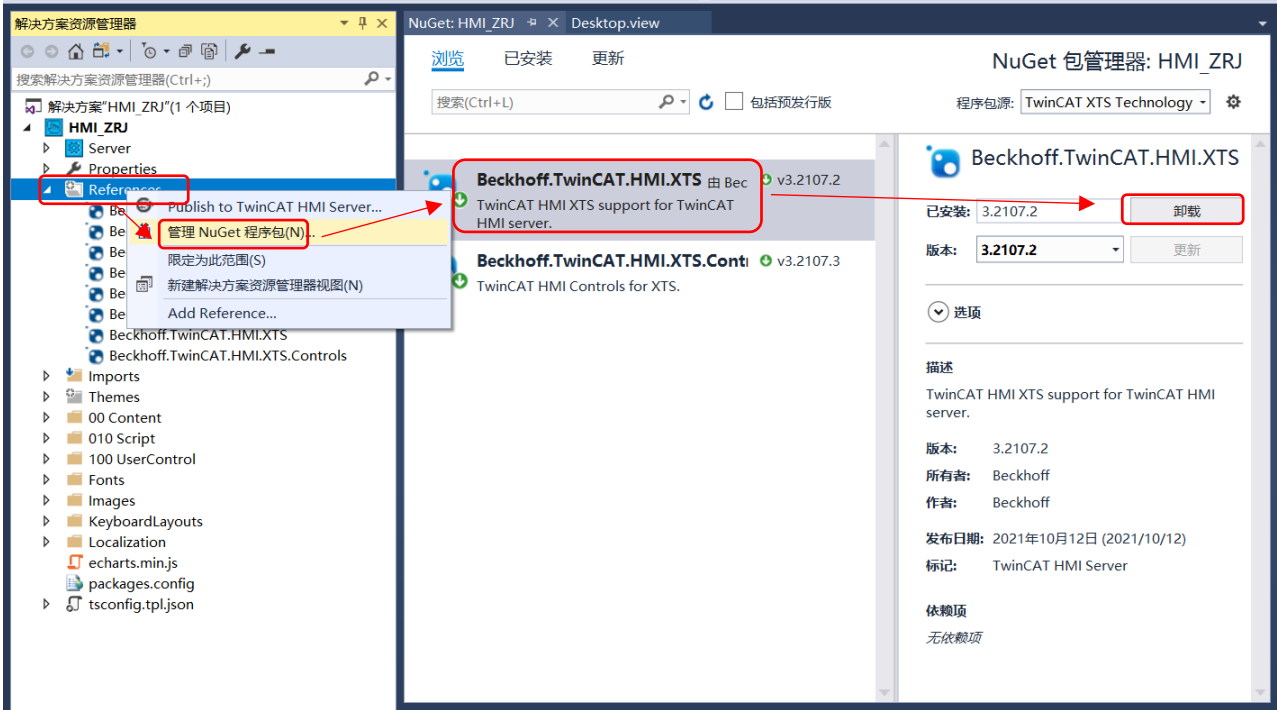 解决方案资源管理器
搜索解决方案资源管理器(Ctrl+;)
解决方案"HMI_ZRJ"(1 个项目)
HMI_ZRJ
Server
Properties
References
Be
Publish to TwinCAT HMI Server...
Be
管理 NuGet 程序包(N)...
Be
限定为此范围(S)
Be
新建解决方案资源管理器视图(N)
Be
Be
Add Reference...
Beckhoff.TwinCAT.HMI.XTS
Beckhoff.TwinCAT.HMI.XTS.Controls
Imports
Themes
00 Content
010 Script
100 UserControl
Fonts
Images
KeyboardLayouts
Localization
echarts.min.js
packages.config
tsconfig.tpl.json
NuGet: HMI_ZRJ
Desktop.view
浏览 已安装 更新
NuGet 包管理器: HMI_ZRJ
搜索(Ctrl+L)
包括预发行版
程序包源: TwinCAT XTS Technology
Beckhoff.TwinCAT.HMI.XTS 由 Bec v3.2107.2
TwinCAT HMI XTS support for TwinCAT
HMI server.
Beckhoff.TwinCAT.HMI.XTS.Conti v3.2107.3
TwinCAT HMI Controls for XTS.
Beckhoff.TwinCAT.HMI.XTS
已安装: 3.2107.2 卸载
版本: 3.2107.2 更新
选项
描述
TwinCAT HMI XTS support for TwinCAT HMI
server.
版本: 3.2107.2
所有者: Beckhoff
作者: Beckhoff
发布日期: 2021年10月12日 (2021/10/12)
标记: TwinCAT HMI Server
依赖项
无依赖项